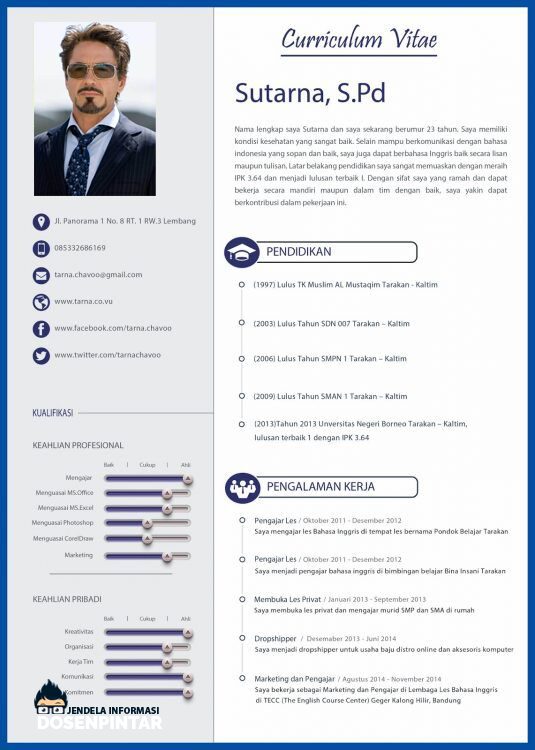 Curriculum Vitae
Sutarna, S.Pd
Nama lengkap saya Sutarna dan saya sekarang berumur 23 tahun. Saya memiliki
kondisi kesehatan yang sangat baik. Selain mampu berkomunikasi dengan bahasa
indonesia yang sopan dan baik, saya juga dapat berbahasa Inggris baik secara lisan
maupun tulisan, Latar belakang pendidikan saya sangat memuaskan dengan meraih
IPK 3.64 dan menjadi lulusan terbaik I. Dengan sifat saya yang ramah dan dapat
bekerja secara mandiri maupun dalam tim dengan baik, saya yakin dapat
berkontribusi dalam pekerjaan ini.
Jl. Panorama 1 No. 8 RT. 1 RW.3 Lembang
085332686169
tarna.chavoo@gmail.com
www.tarna.co.vu
www.facebook.com/tarna.chavoo
www.twitter.com/tarnachavoo
KUALIFIKASI
KEAHLIAN PROFESIONAL
Baik | Cukup | Ahli
Mengajar
Menguasai MS.Office
Menguasai MS.Excel
Menguasai Photoshop
Menguasai CorelDraw
Marketing
KEAHLIAN PRIBADI
Baik | Cukup | Ahli
Kreativitas
Organisasi
Kerja Tim
Komunikasi
Komitmen
JENDELA INFORMASI
DOSENPINTAR
PENDIDIKAN
(1997) Lulus TK Muslim AL Mustaqim Tarakan - Kaltim
(2003) Lulus Tahun SDN 007 Tarakan – Kaltim
(2006) Lulus Tahun SMPN 1 Tarakan – Kaltim
(2009) Lulus Tahun SMAN 1 Tarakan – Kaltim
(2013)Tahun 2013 Unversitas Negeri Borneo Tarakan – Kaltim,
lulusan terbaik 1 dengan IPK 3.64
PENGALAMAN KERJA
Pengajar Les / Oktober 2011 - Desember 2012
Saya mengajar les Bahasa Inggris di tempat les bernama Pondok Belajar Tarakan
Pengajar Les / Oktober 2011 - Desember 2012
Saya menjadi pengajar bahasa inggris di bimbingan belajar Bina Insani Tarakan
Membuka Les Privat / Januari 2013 - September 2013
Saya membuka les privat dan mengajar murid SMP dan SMA di rumah
Dropshipper / Desemaber 2013 - Juni 2014
Saya menjadi dropshipper untuk usaha baju distro online dan aksesoris komputer
Marketing dan Pengajar / Agustus 2014 - November 2014
Saya bekerja sebagai Marketing dan Pengajar di Lembaga Les Bahasa Inggris
di TECC (The English Course Center) Geger Kalong Hilir, Bandung